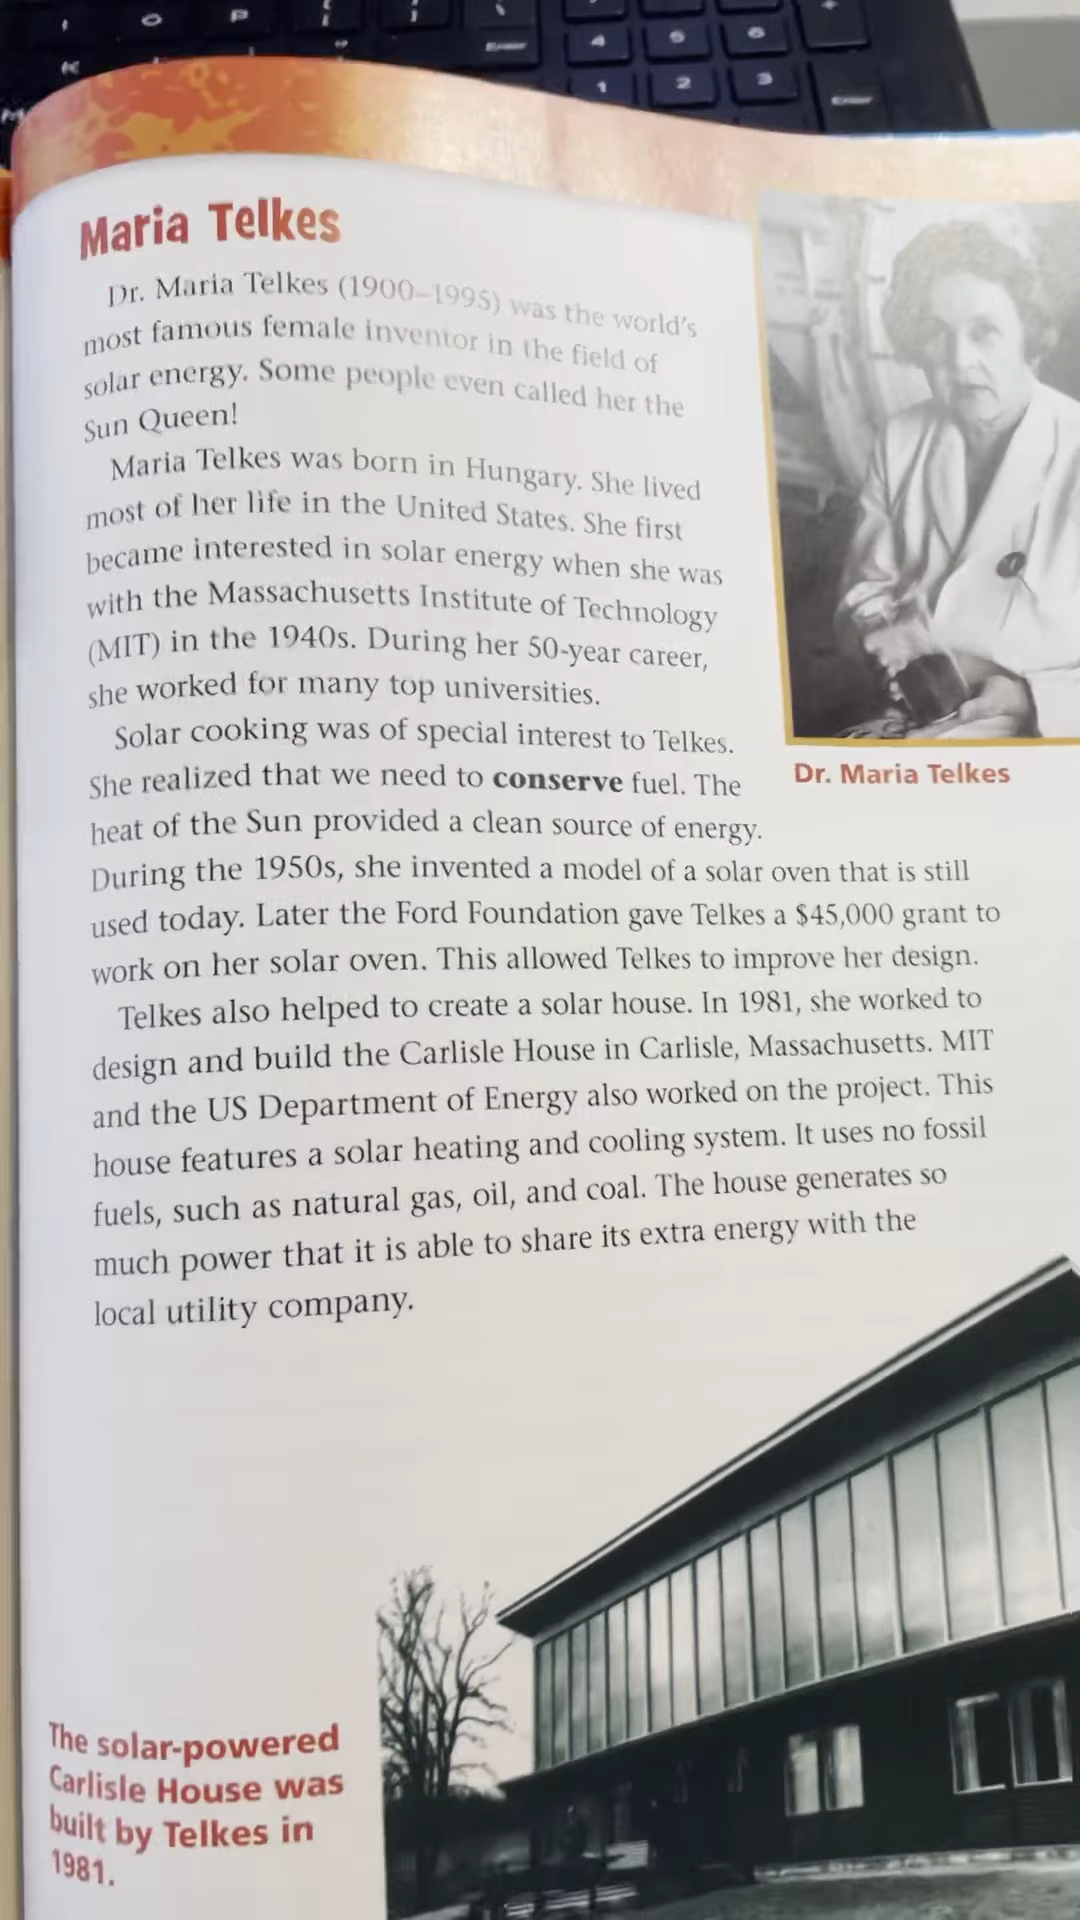 Maria Telkes
Dr. Maria Telkes (1900–1995) was the world's
most famous female inventor in the field of
solar energy. Some people even called her the
Sun Queen!
Maria Telkes was born in Hungary. She lived
most of her life in the United States. She first
became interested in solar energy when she was
with the Massachusetts Institute of Technology
(MIT) in the 1940s. During her 50-year career,
she worked for many top universities.
Solar cooking was of special interest to Telkes.
She realized that we need to conserve fuel. The
heat of the Sun provided a clean source of energy.
During the 1950s, she invented a model of a solar oven that is still
used today. Later the Ford Foundation gave Telkes a $45,000 grant to
work on her solar oven. This allowed Telkes to improve her design.
Telkes also helped to create a solar house. In 1981, she worked to
design and build the Carlisle House in Carlisle, Massachusetts. MIT
and the US Department of Energy also worked on the project. This
house features a solar heating and cooling system. It uses no fossil
fuels, such as natural gas, oil, and coal. The house generates so
much power that it is able to share its extra energy with the
local utility company.
Dr. Maria Telkes
The solar-powered
Carlisle House was
built by Telkes in
1981.
O P
Enter 4 5 6
1 2 3
Enter